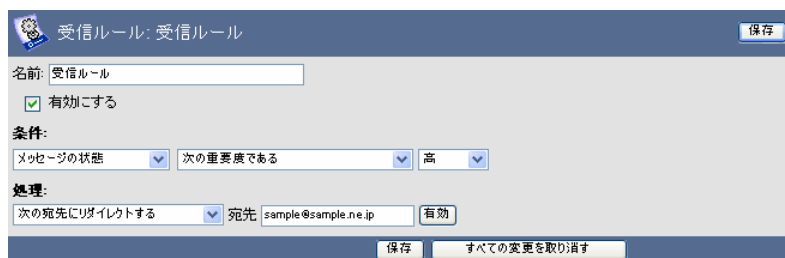 受信ルール: 受信ルール 保存
名前: 受信ルール
有効にする
条件:
メッセージの状態 次の重要度である 高
処理:
次の宛先にリダイレクトする 宛先 sample@sample.ne.jp 有効
保存 すべての変更を取り消す